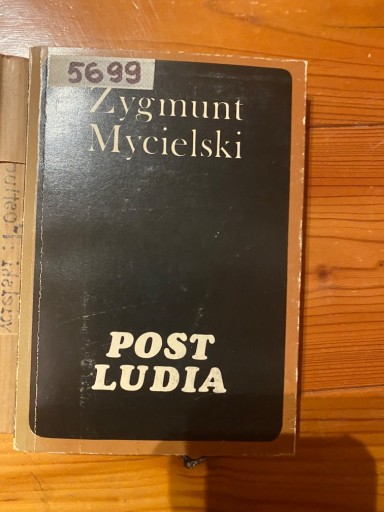 5699
Zygmunt
Mycielski
POST
LUDIA